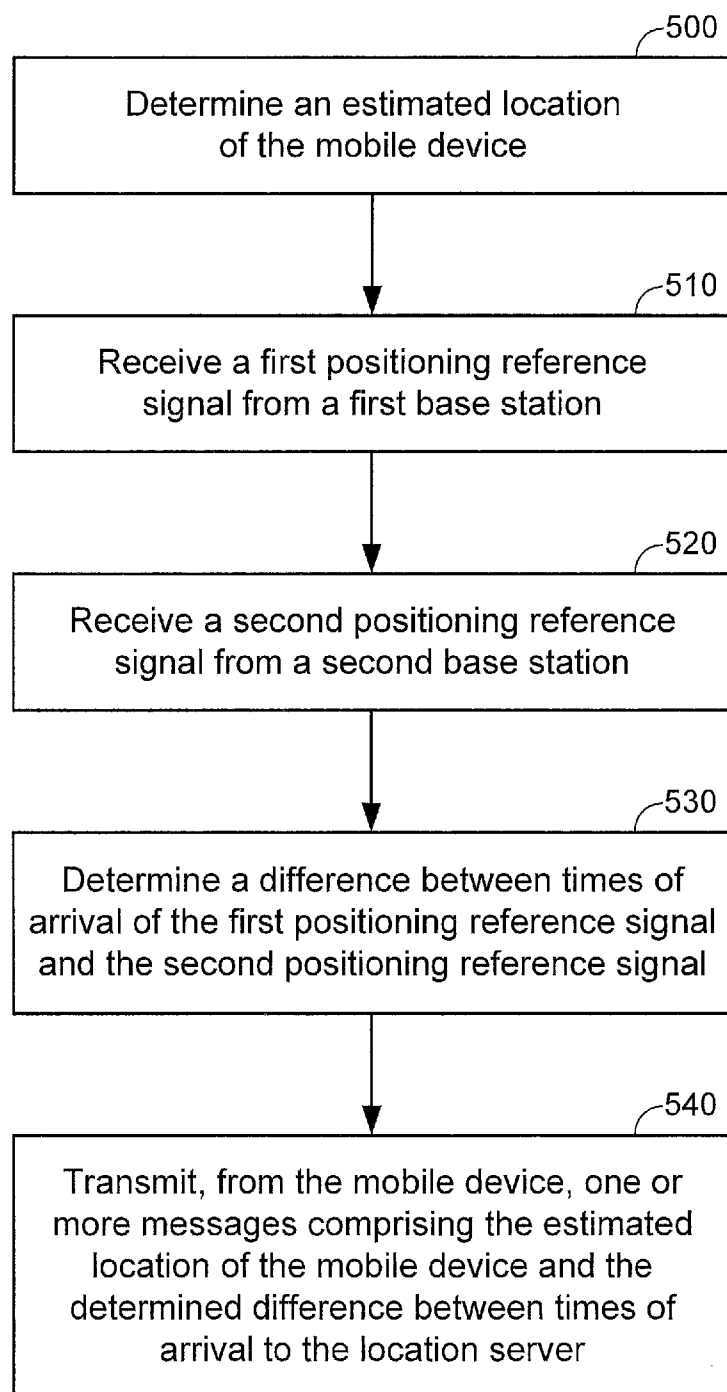 500
Determine an estimated location
of the mobile device
510
Receive a first positioning reference
signal from a first base station
520
Receive a second positioning reference
signal from a second base station
530
Determine a difference between times of
arrival of the first positioning reference signal
and the second positioning reference signal
540
Transmit, from the mobile device, one or
more messages comprising the estimated
location of the mobile device and the
determined difference between times of
arrival to the location server